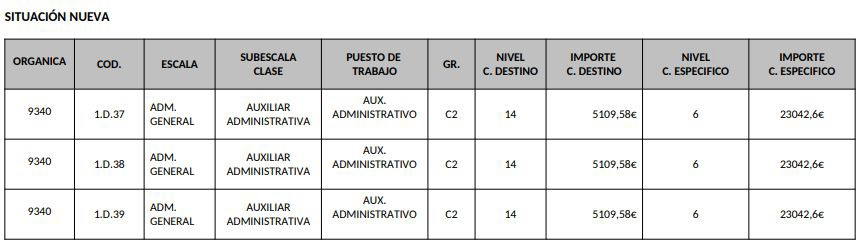 SITUACIÓN NUEVA
ORGANICA COD. ESCALA SUBESCALA CLASE PUESTO DE TRABAJO GR. NIVEL C. DESTINO IMPORTE C. DESTINO NIVEL C. ESPECIFICO IMPORTE C. ESPECIFICO
9340 1.D.37 ADM. GENERAL AUXILIAR ADMINISTRATIVA AUX. ADMINISTRATIVO C2 14 5109,58€ 6 23042,6€
9340 1.D.38 ADM. GENERAL AUXILIAR ADMINISTRATIVA AUX. ADMINISTRATIVO C2 14 5109,58€ 6 23042,6€
9340 1.D.39 ADM. GENERAL AUXILIAR ADMINISTRATIVA AUX. ADMINISTRATIVO C2 14 5109,58€ 6 23042,6€